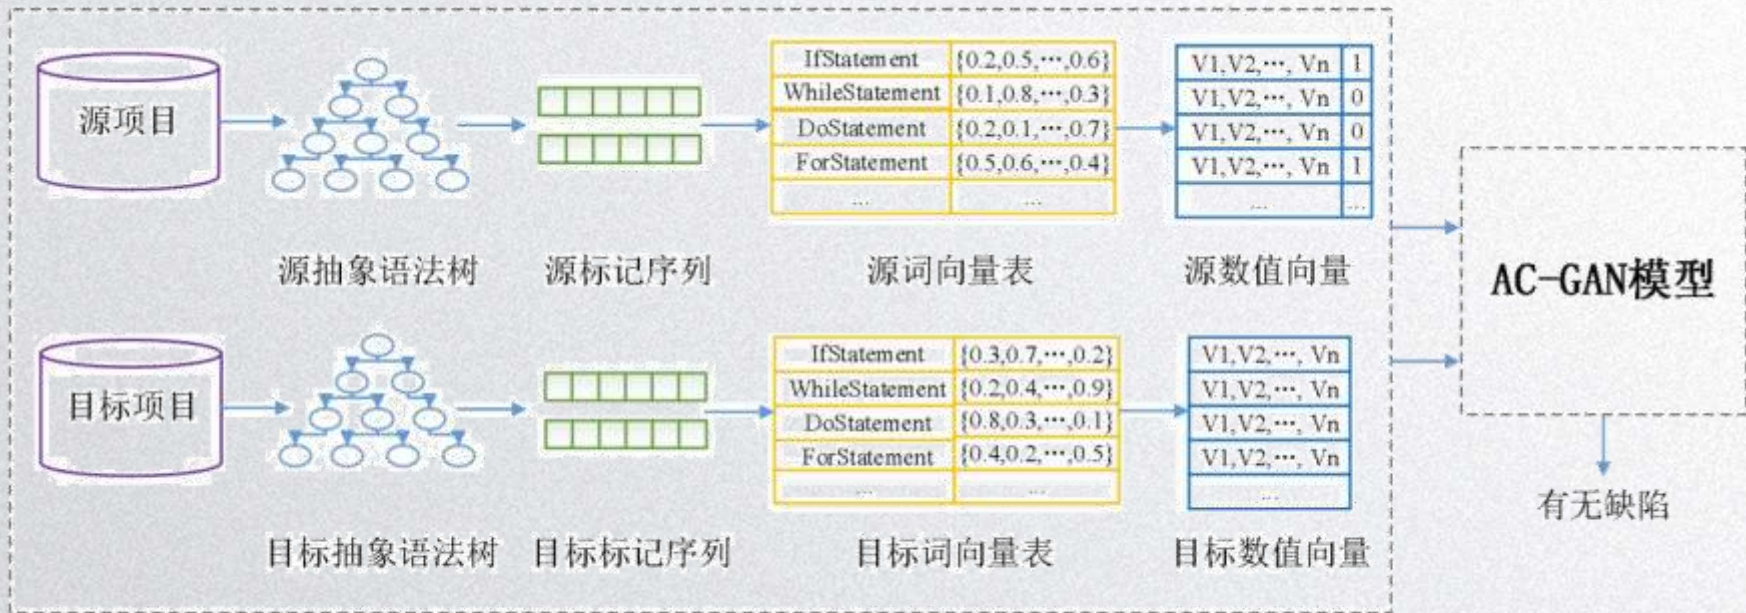 源项目
IfStatement {0.2,0.5,···,0.6}
WhileStatement {0.1,0.8,···,0.3}
DoStatement {0.2,0.1,···,0.7}
ForStatement {0.5,0.6,···,0.4}
... ...
V1,V2,···, Vn 1
V1,V2,···, Vn 0
V1,V2,···, Vn 0
V1,V2,···, Vn 1
... ...
源抽象语法树 源标记序列 源词向量表 源数值向量
AC-GAN模型
目标项目
IfStatement {0.3,0.7,···,0.2}
WhileStatement {0.2,0.4,···,0.9}
DoStatement {0.8,0.3,···,0.1}
ForStatement {0.4,0.2,···,0.5}
... ...
V1,V2,···, Vn
V1,V2,···, Vn
V1,V2,···, Vn
V1,V2,···, Vn
...
有无缺陷
目标抽象语法树 目标标记序列 目标词向量表 目标数值向量